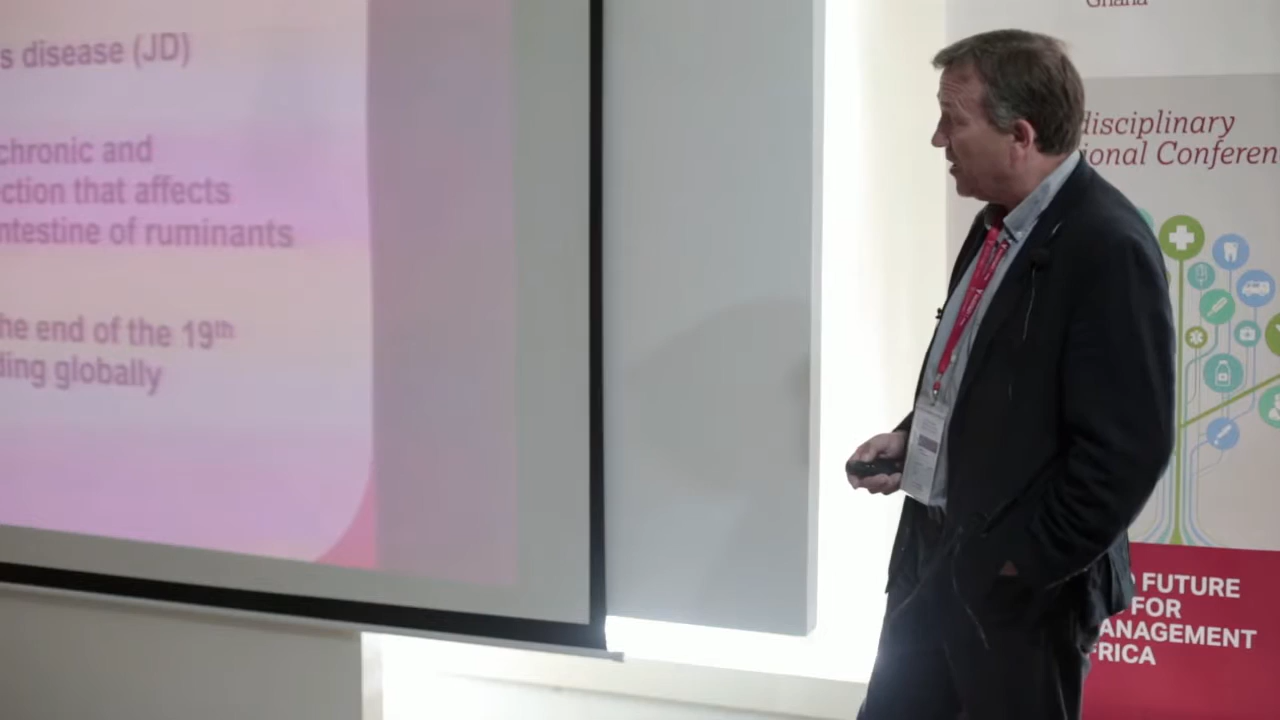 s disease (JD)
chronic and
ction that affects
ntestine of ruminants
he end of the 19th
ding globally
Ghana
disciplinary
ional Conferen
FUTURE
FOR
ANAGEMENT
FRICA